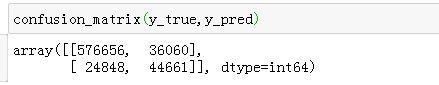 confusion_matrix(y_true,y_pred)
array([[576656, 36060],
[ 24848, 44661]], dtype=int64)